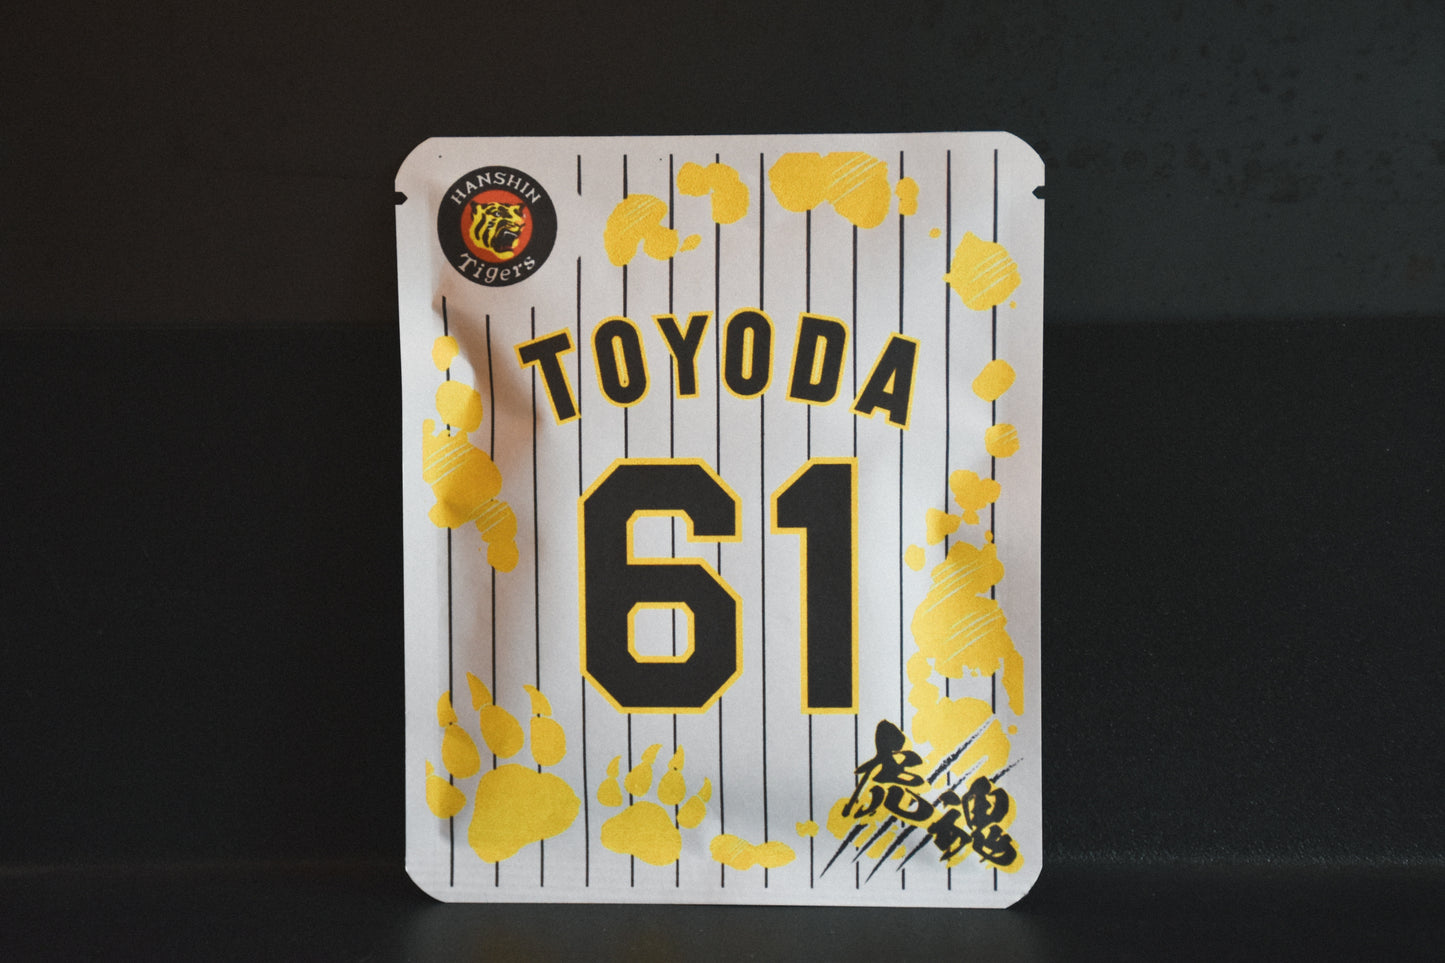 HANSHIN
Tigers
TOYODA
61
虎魂